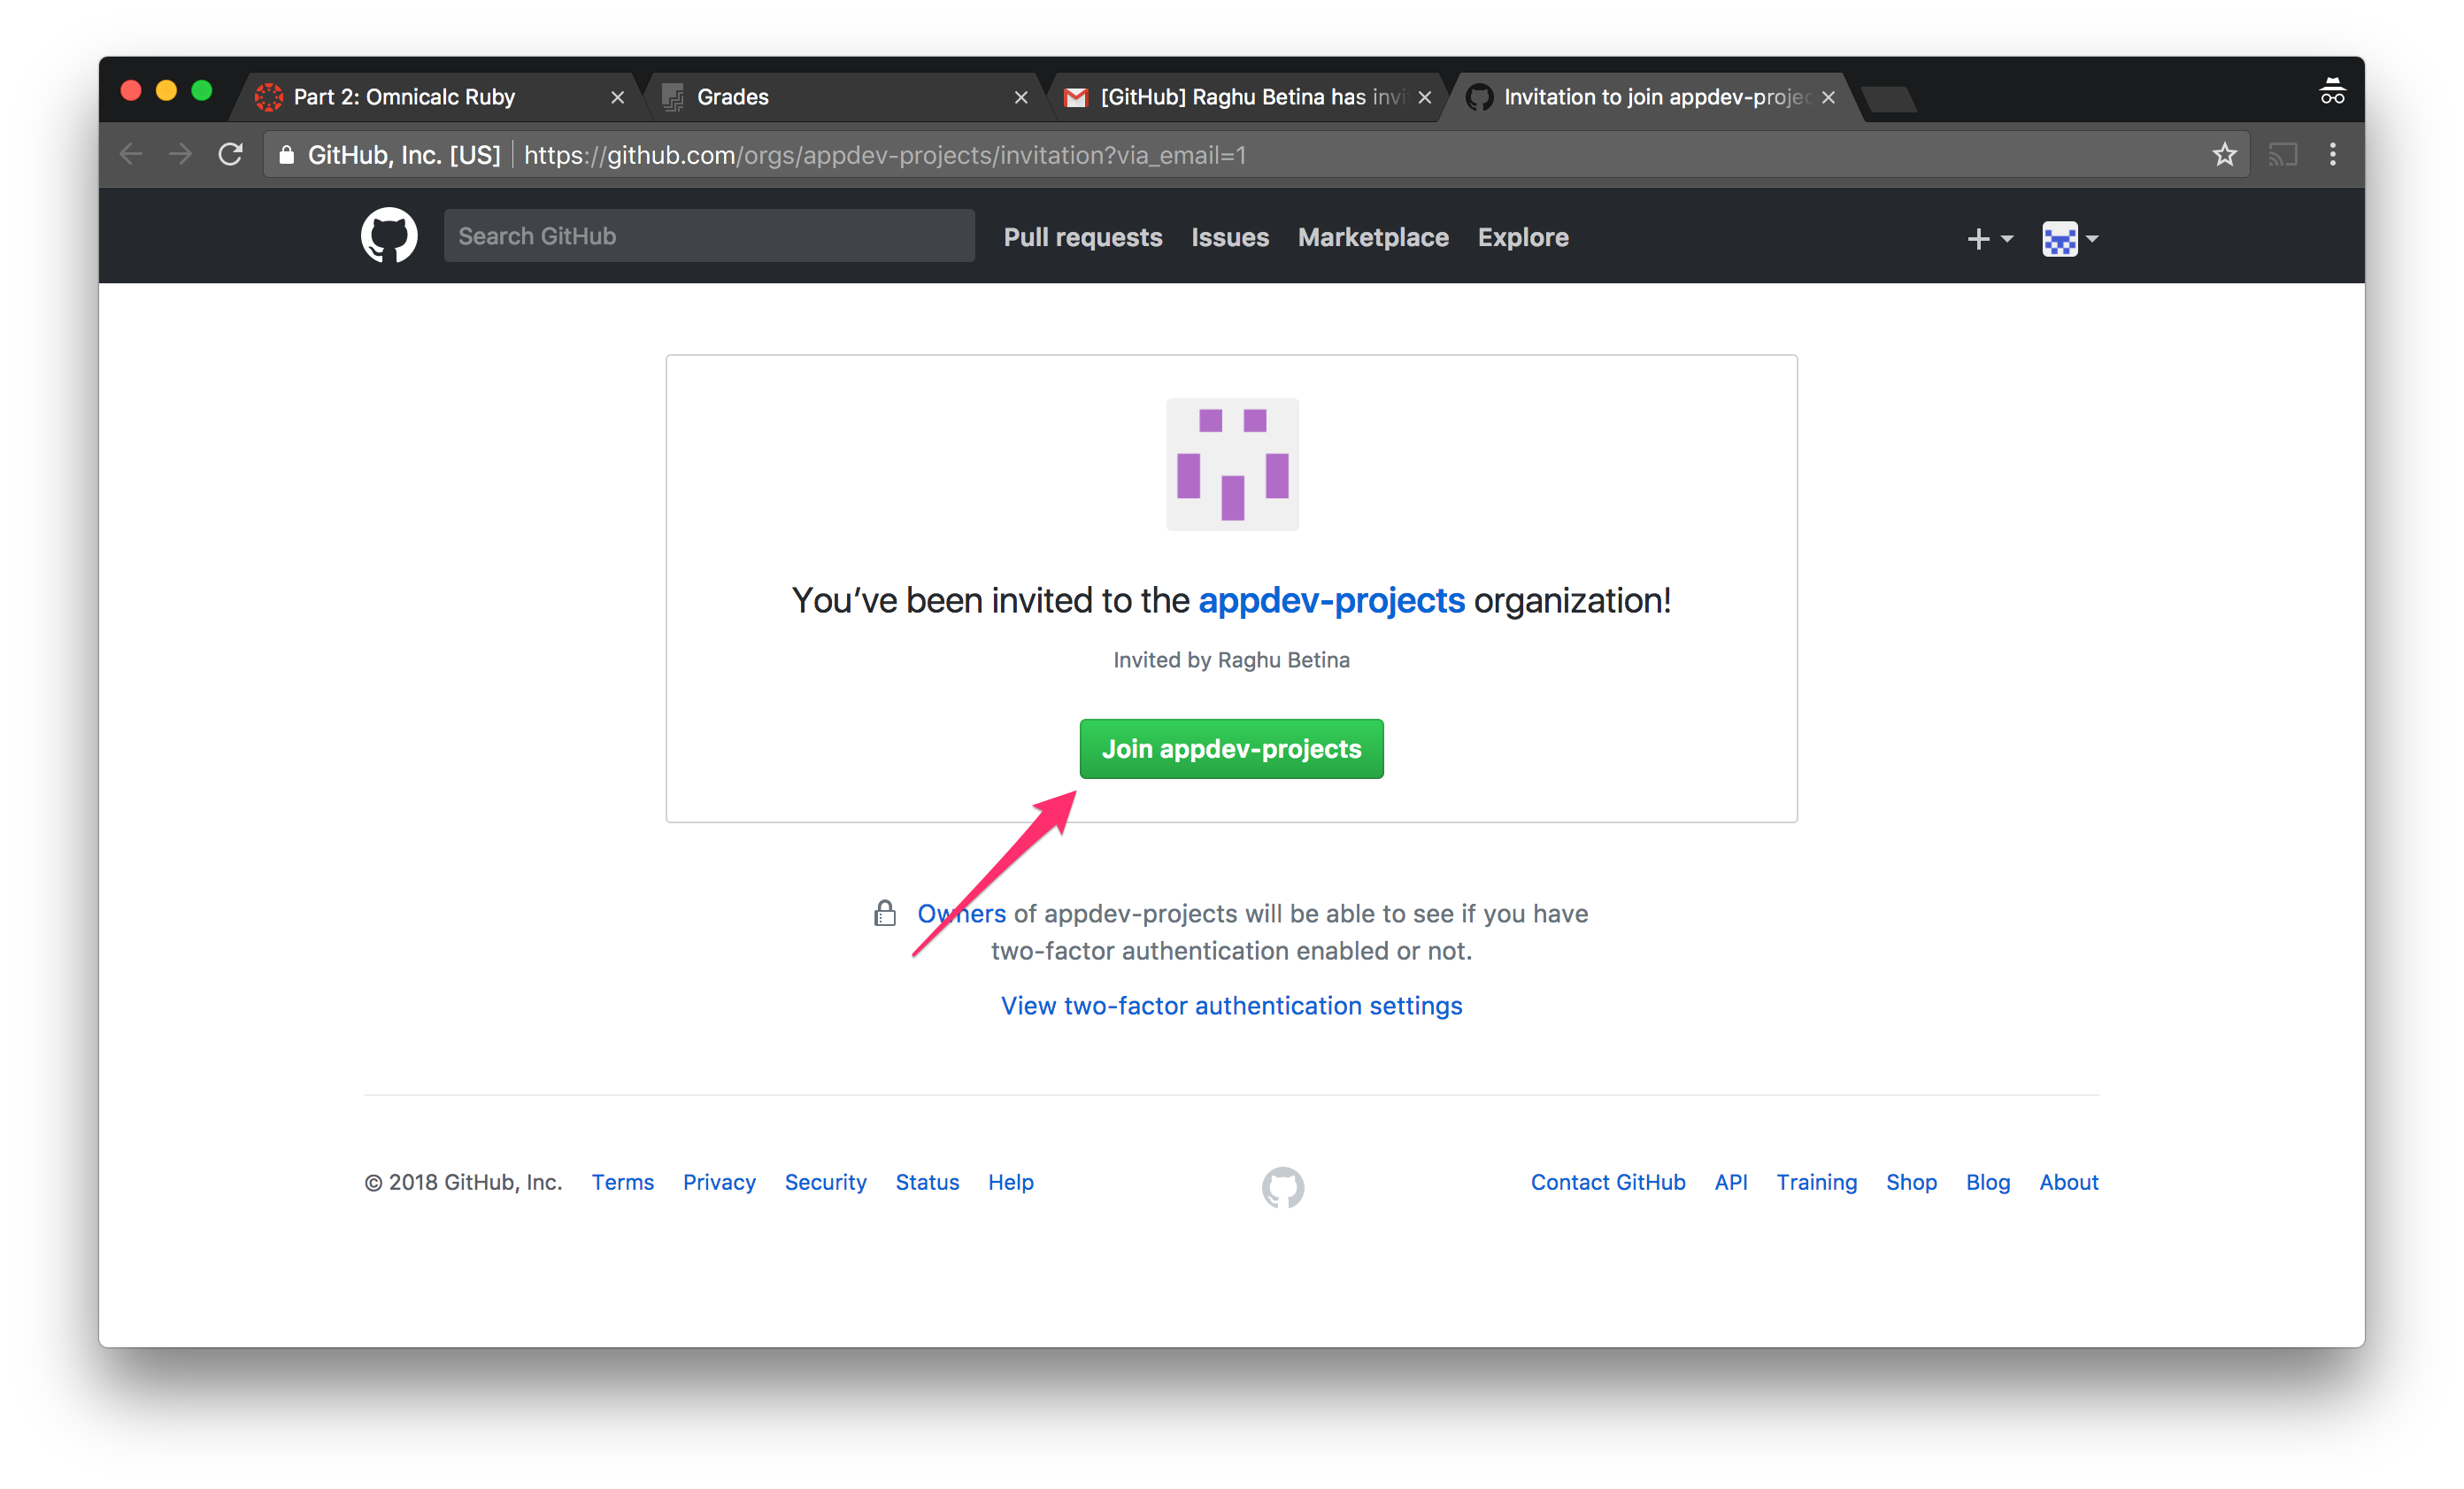 Part 2: Omnicalc Ruby
Grades
[GitHub] Raghu Betina has invi
Invitation to join appdev-projec
GitHub, Inc. [US] https://github.com/orgs/appdev-projects/invitation?via_email=1
Search GitHub
Pull requests Issues Marketplace Explore
You’ve been invited to the appdev-projects organization!
Invited by Raghu Betina
Join appdev-projects
Owners of appdev-projects will be able to see if you have
two-factor authentication enabled or not.
View two-factor authentication settings
© 2018 GitHub, Inc. Terms Privacy Security Status Help
Contact GitHub API Training Shop Blog About